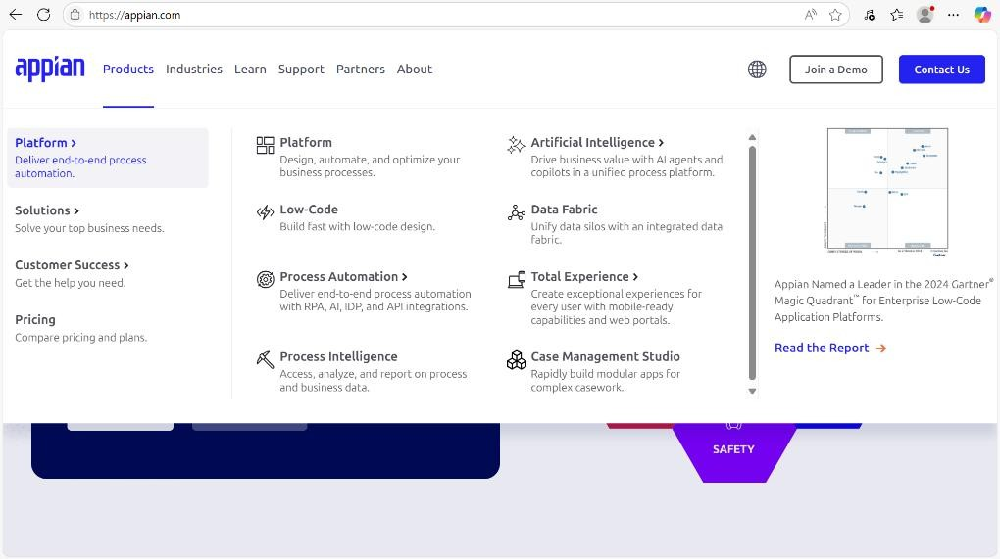 https://appian.com
appian
Products
Industries
Learn
Support
Partners
About
Join a Demo
Contact Us
Platform
Deliver end-to-end process
automation.
Solutions
Solve your top business needs.
Customer Success
Get the help you need.
Pricing
Compare pricing and plans.
Platform
Design, automate, and optimize your
business processes.
Low-Code
Build fast with low-code design.
Process Automation
Deliver end-to-end process automation
with RPA, AI, IDP, and API integrations.
Process Intelligence
Access, analyze, and report on process
and business data.
Artificial Intelligence
Drive business value with AI agents and
copilots in a unified process platform.
Data Fabric
Unify data silos with an integrated data
fabric.
Total Experience
Create exceptional experiences for
every user with mobile-ready
capabilities and web portals.
Case Management Studio
Rapidly build modular apps for
complex casework.
Gartner
Appian Named a Leader in the 2024 Gartner®
Magic Quadrant™ for Enterprise Low-Code
Application Platforms.
Read the Report
SAFETY